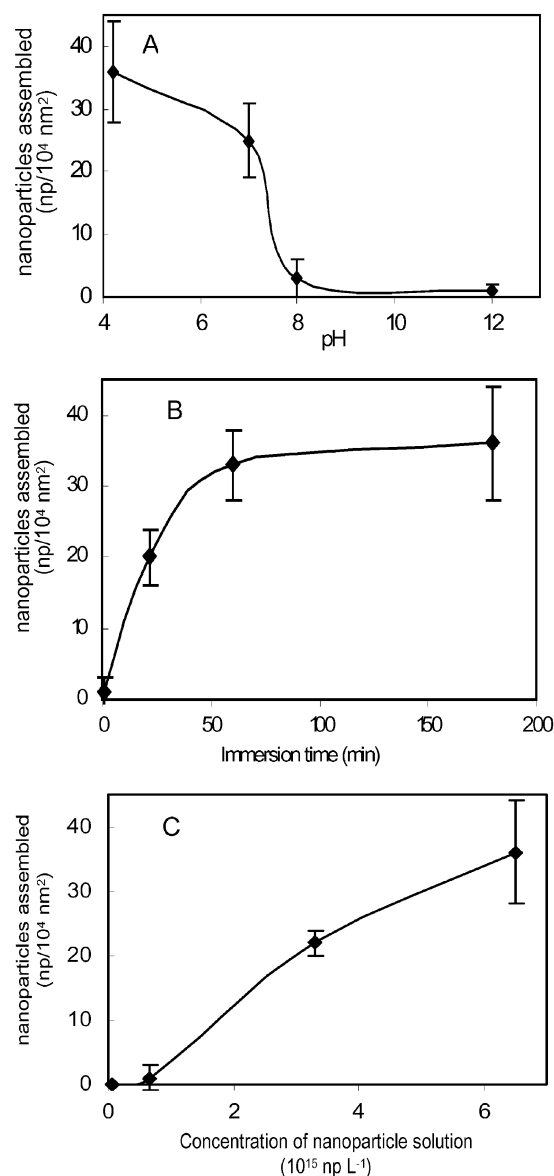 nanoparticles assembled
(np/10⁴ nm²)
A
40
30
20
10
0
4 6 8 10 12
pH
nanoparticles assembled
(np/10⁴ nm²)
B
40
30
20
10
0
0 50 100 150 200
Immersion time (min)
nanoparticles assembled
(np/10⁴ nm²)
C
40
30
20
10
0
0 2 4 6
Concentration of nanoparticle solution
(10¹⁵ np L⁻¹)